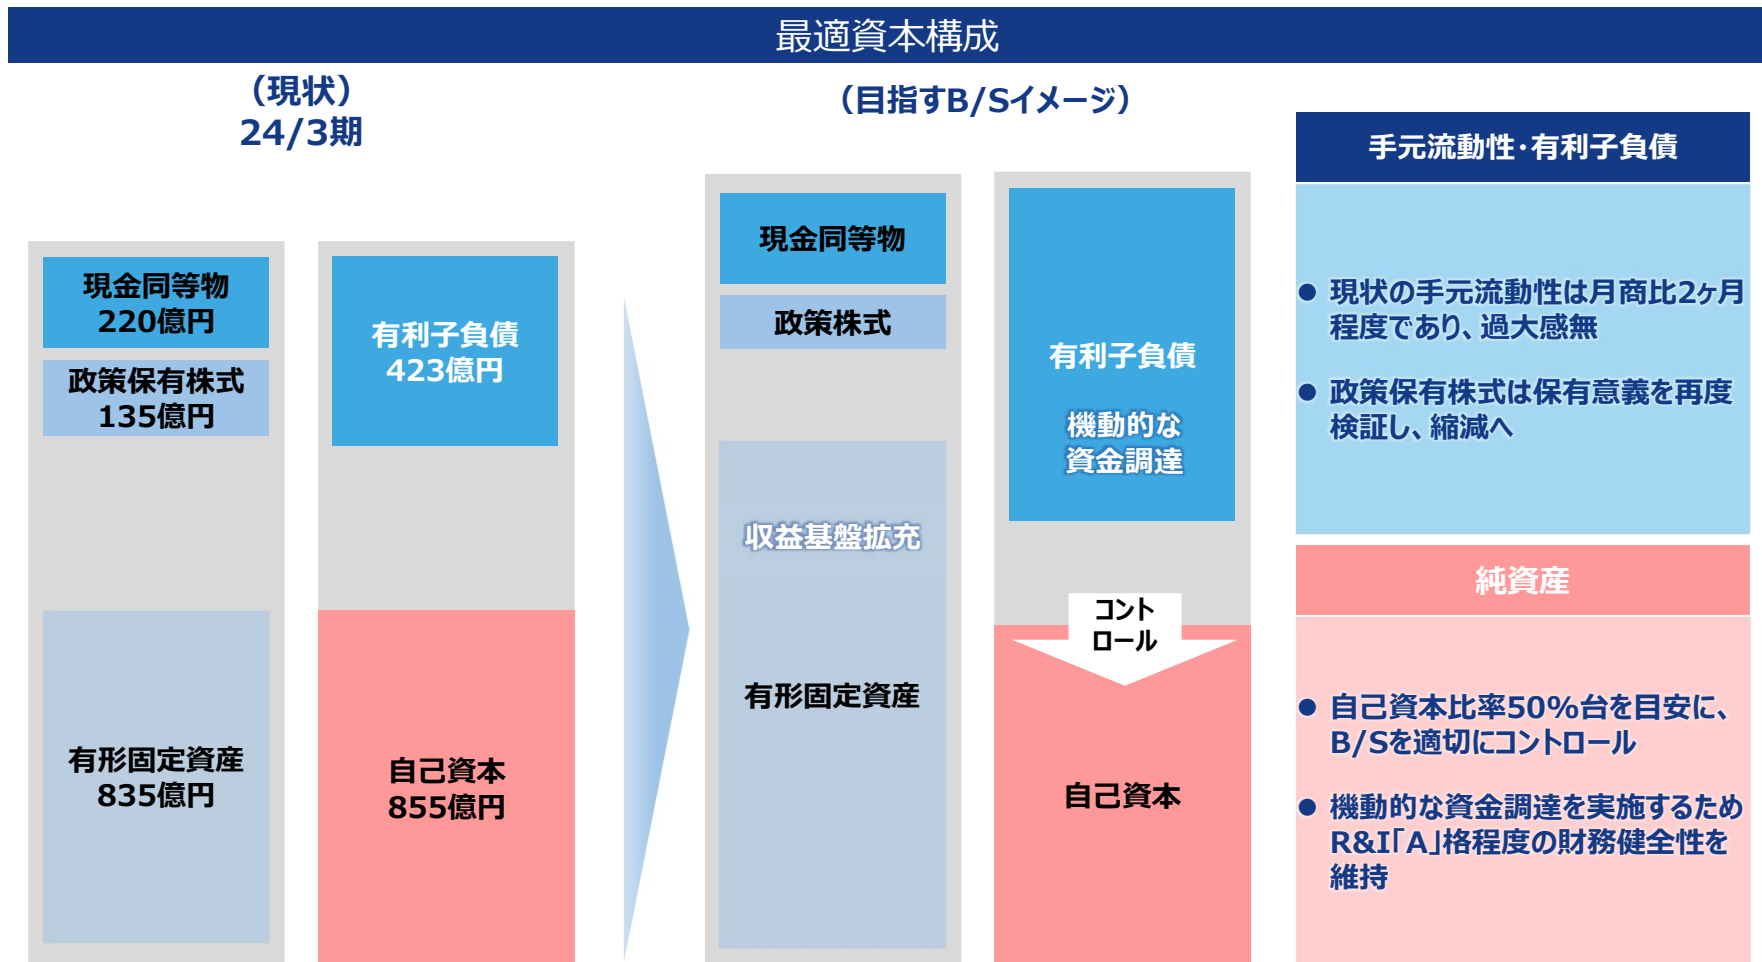 最適資本構成
（現状）
24/3期
現金同等物
220億円
政策保有株式
135億円
有形固定資産
835億円
有利子負債
423億円
自己資本
855億円
（目指すB/Sイメージ）
現金同等物
政策株式
収益基盤拡充
有形固定資産
有利子負債
機動的な
資金調達
コント
ロール
自己資本
手元流動性・有利子負債
● 現状の手元流動性は月商比2ヶ月
程度であり、過大感無
● 政策保有株式は保有意義を再度
検証し、縮減へ
純資産
● 自己資本比率50%台を目安に、
B/Sを適切にコントロール
● 機動的な資金調達を実施するため
R&I「A」格程度の財務健全性を
維持